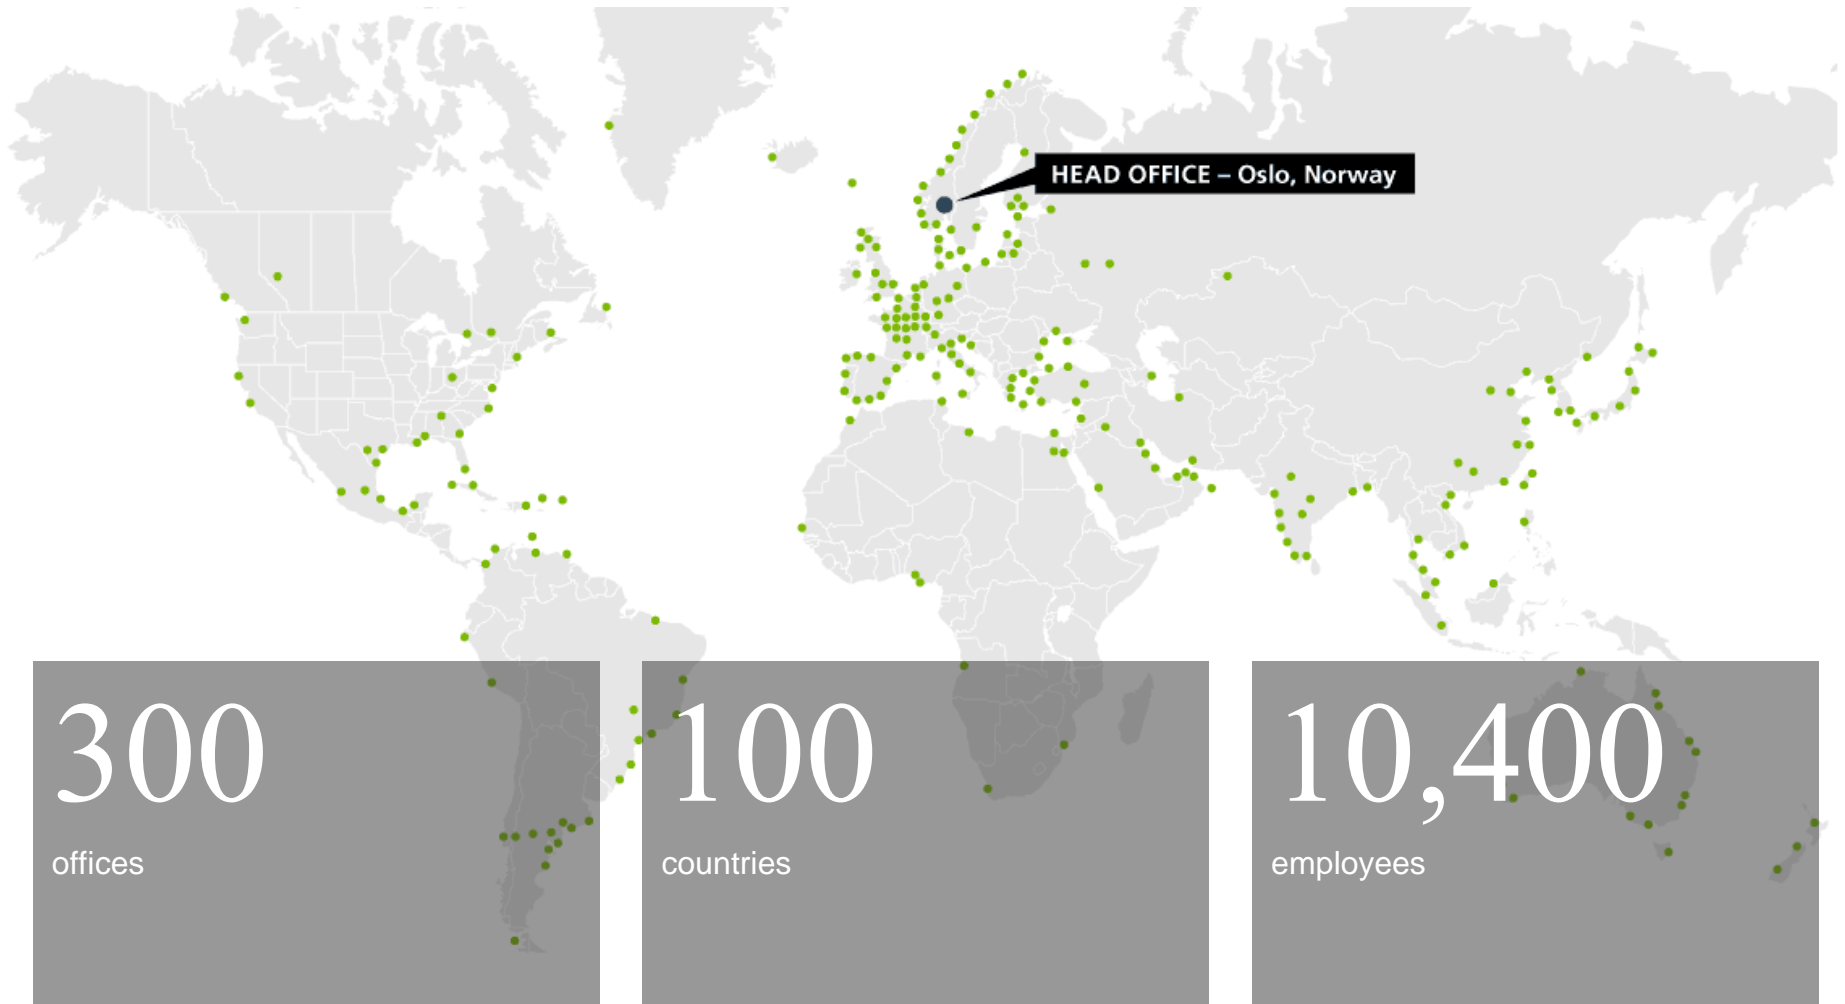 HEAD OFFICE – Oslo, Norway
300
offices
100
countries
10,400
employees